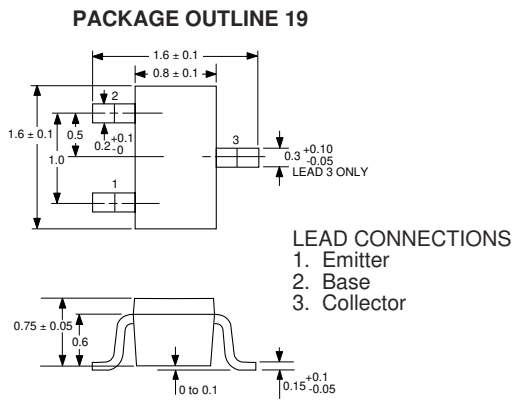 PACKAGE OUTLINE 19
1.6 ± 0.1
0.8 ± 0.1
2
1.6 ± 0.1
0.5
0.2 +0.1 -0
1.0
3
0.3 +0.10 -0.05
LEAD 3 ONLY
1
LEAD CONNECTIONS
1. Emitter
2. Base
3. Collector
0.75 ± 0.05
0.6
0 to 0.1
0.15 +0.1 -0.05